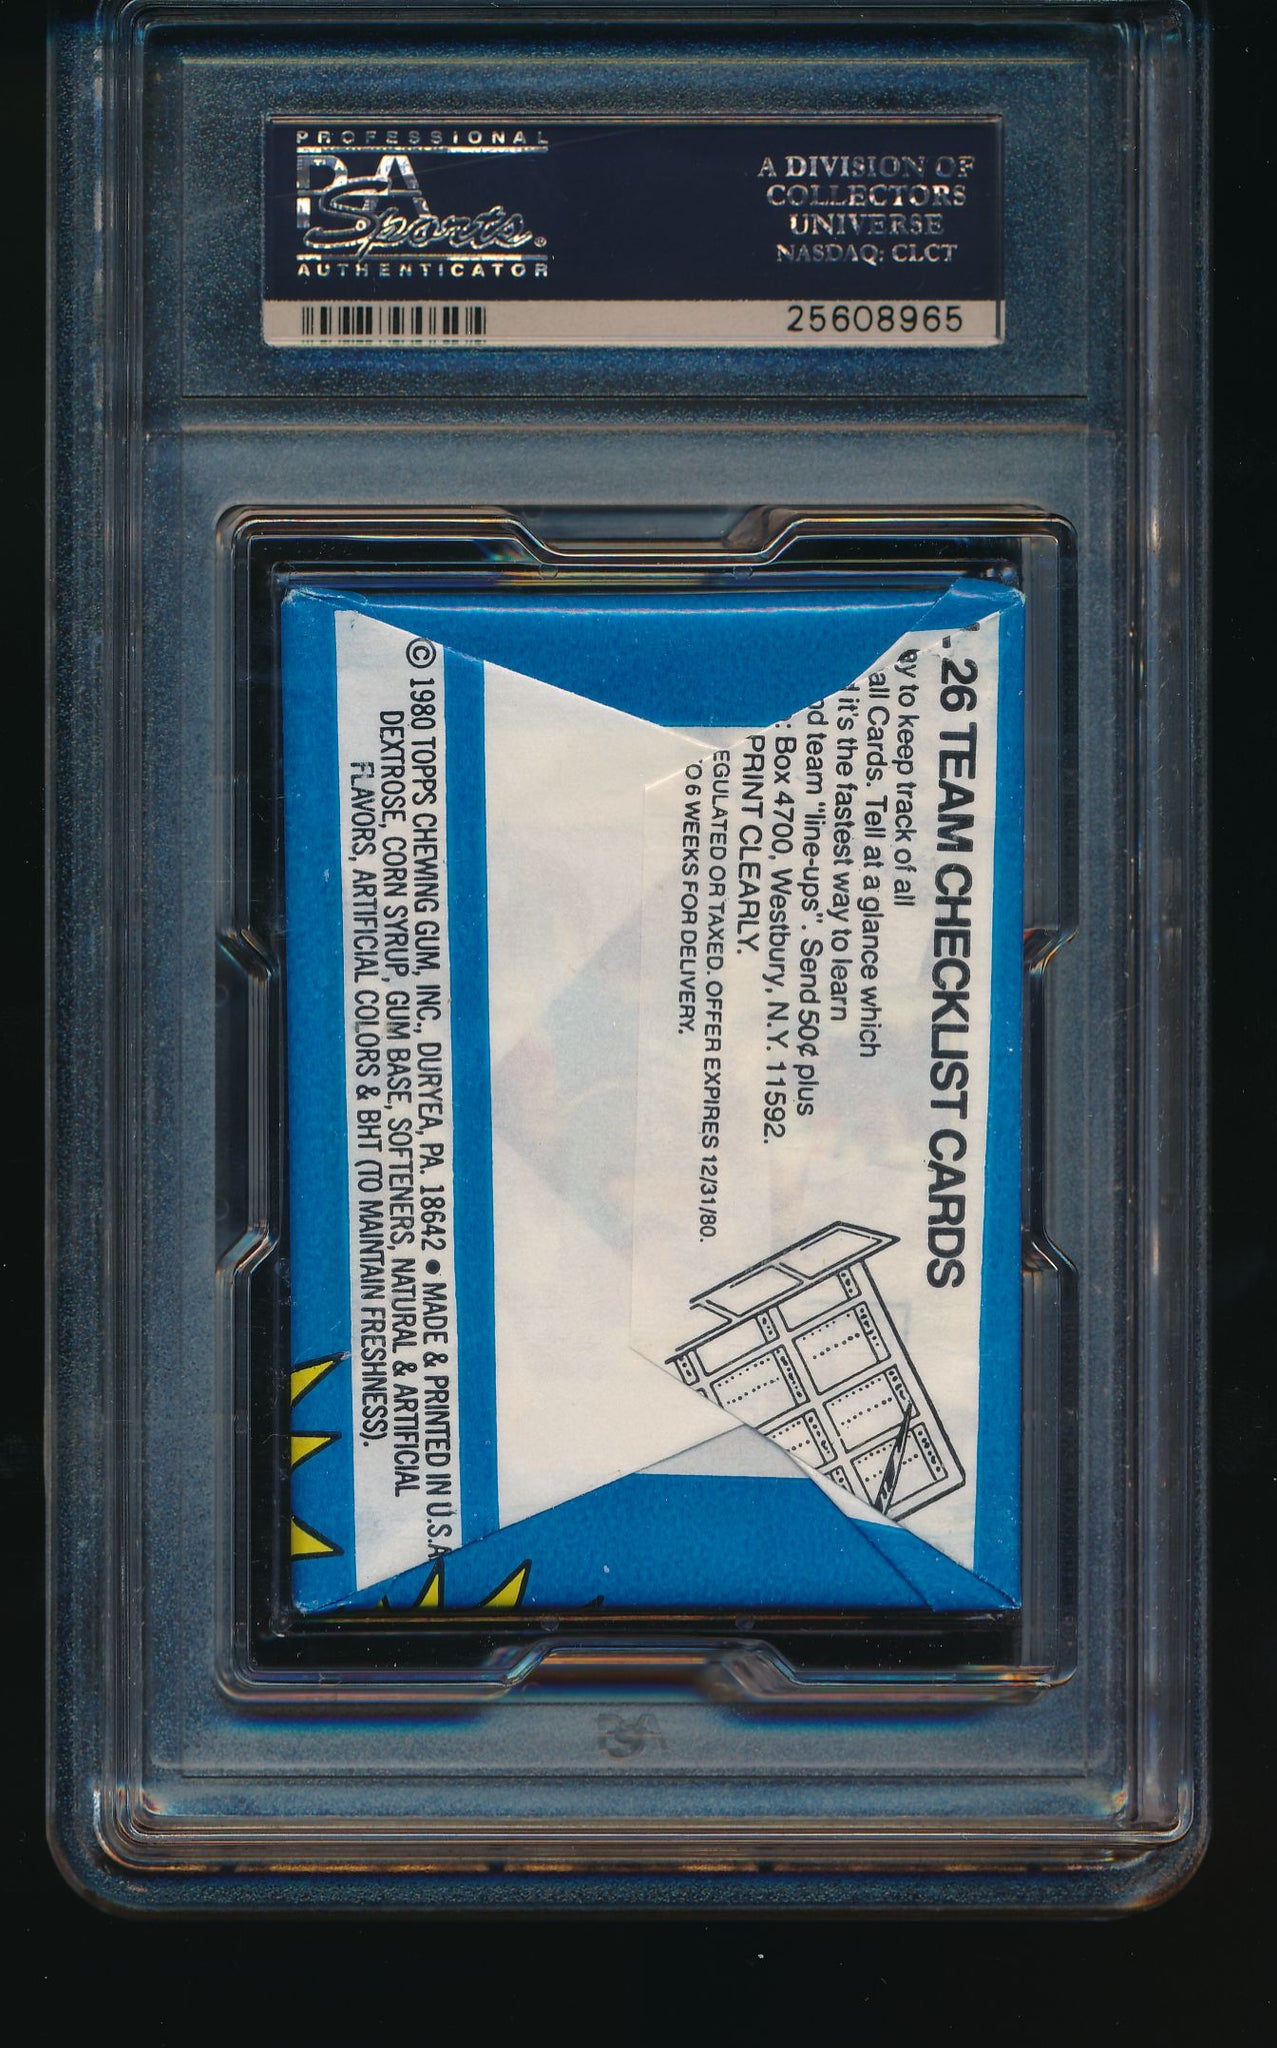 PROFESSIONAL
PSA
Sports®
AUTHENTICATOR
A DIVISION OF
COLLECTORS
UNIVERSE
NASDAQ: CLCT
25608965
26 TEAM CHECKLIST CARDS
to keep track of all
all Cards. Tell at a glance which
it's the fastest way to learn
team "line-ups". Send 50¢ plus
: Box 4700, Westbury, N.Y. 11592.
PRINT CLEARLY.
EGULATED OR TAXED. OFFER EXPIRES 12/31/80.
O 6 WEEKS FOR DELIVERY.
© 1980 TOPPS CHEWING GUM, INC., DURYEA, PA. 18642 • MADE & PRINTED IN U.S.A
DEXTROSE, CORN SYRUP, GUM BASE, SOFTENERS, NATURAL & ARTIFICIAL
FLAVORS, ARTIFICIAL COLORS & BHT (TO MAINTAIN FRESHNESS).
PSA